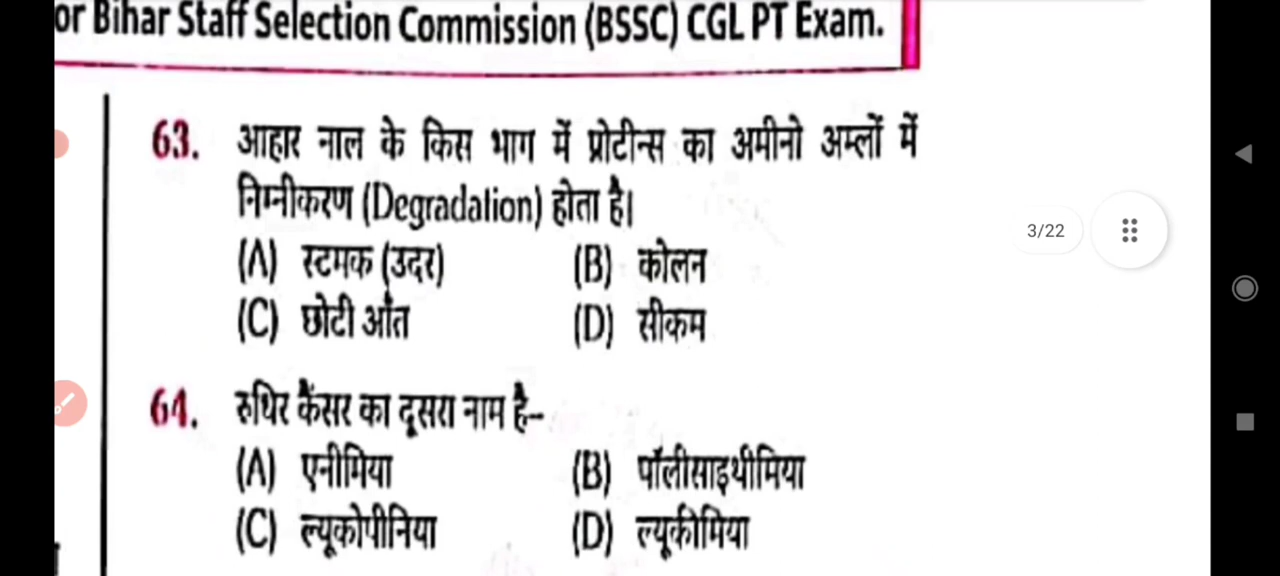 or Bihar Staff Selection Commission (BSSC) CGL PT Exam.
63. आहार नाल के किस भाग में प्रोटीन्स का अमीनो अम्लों में
निम्नीकरण (Degradation) होता है।
(A) स्टमक (उदर) (B) कोलन
(C) छोटी आँत (D) सीकम
3/22
64. रुधिर कैंसर का दूसरा नाम है–
(A) एनीमिया (B) पॉलीसाइथीमिया
(C) ल्यूकोपीनिया (D) ल्यूकीमिया